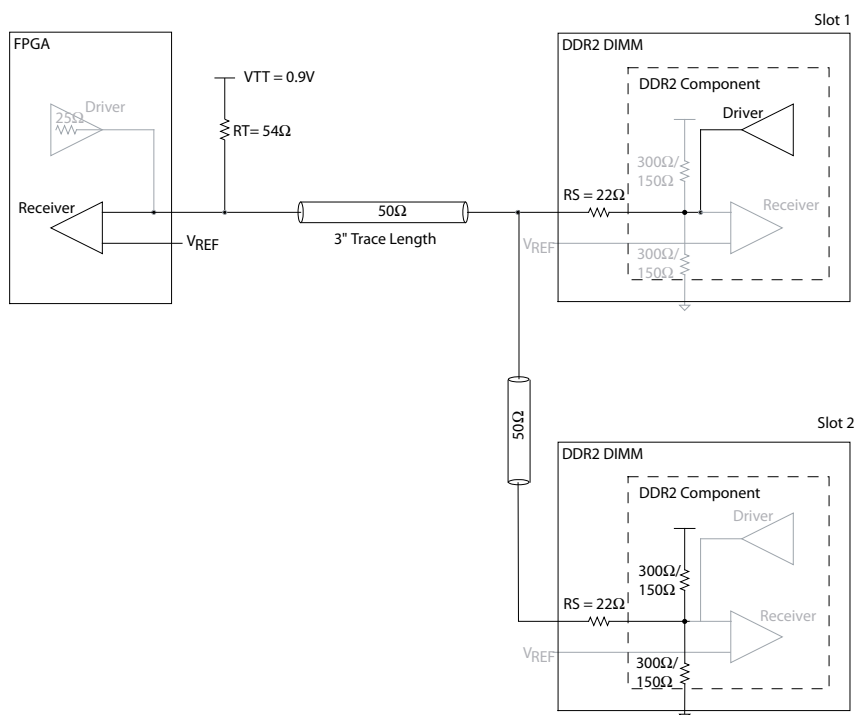 Slot 1
FPGA
DDR2 DIMM
VTT = 0.9V
DDR2 Component
Driver
25Ω
RT= 54Ω
Driver
300Ω/
150Ω
RS = 22Ω
Receiver
50Ω
Receiver
VREF
3" Trace Length
VREF
300Ω/
150Ω
50Ω
Slot 2
DDR2 DIMM
DDR2 Component
Driver
300Ω/
150Ω
RS = 22Ω
Receiver
VREF
300Ω/
150Ω